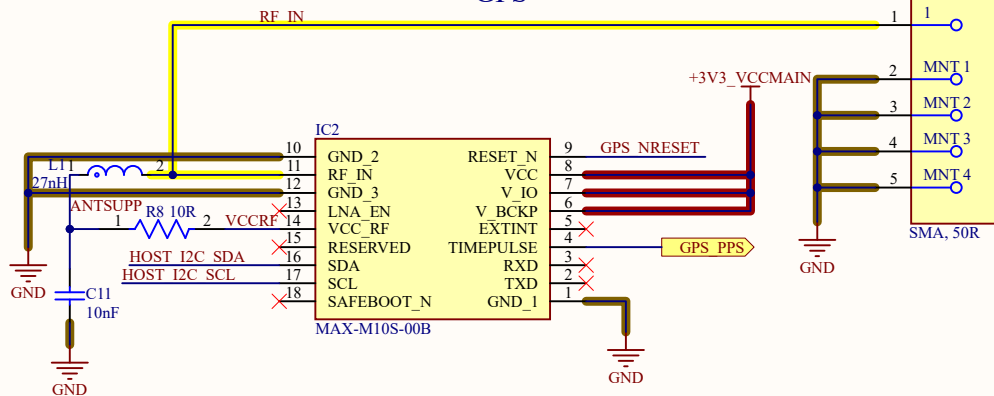 GPS
RF_IN
1
1
2
MNT 1
3
MNT 2
4
MNT 3
5
MNT 4
SMA, 50R
GND
+3V3_VCCMAIN
IC2
10
GND_2
RESET_N
9
GPS_NRESET
11
RF_IN
VCC
8
12
GND_3
V_IO
7
13
LNA_EN
V_BCKP
6
14
VCC_RF
EXTINT
5
15
RESERVED
TIMEPULSE
4
GPS_PPS
16
SDA
RXD
3
17
SCL
TXD
2
18
SAFEBOOT_N
GND_1
1
MAX-M10S-00B
GND
L11
2
27nH
ANTSUPP
1
R8 10R
2
VCCRF
HOST_I2C_SDA
HOST_I2C_SCL
GND
C11
10nF
GND